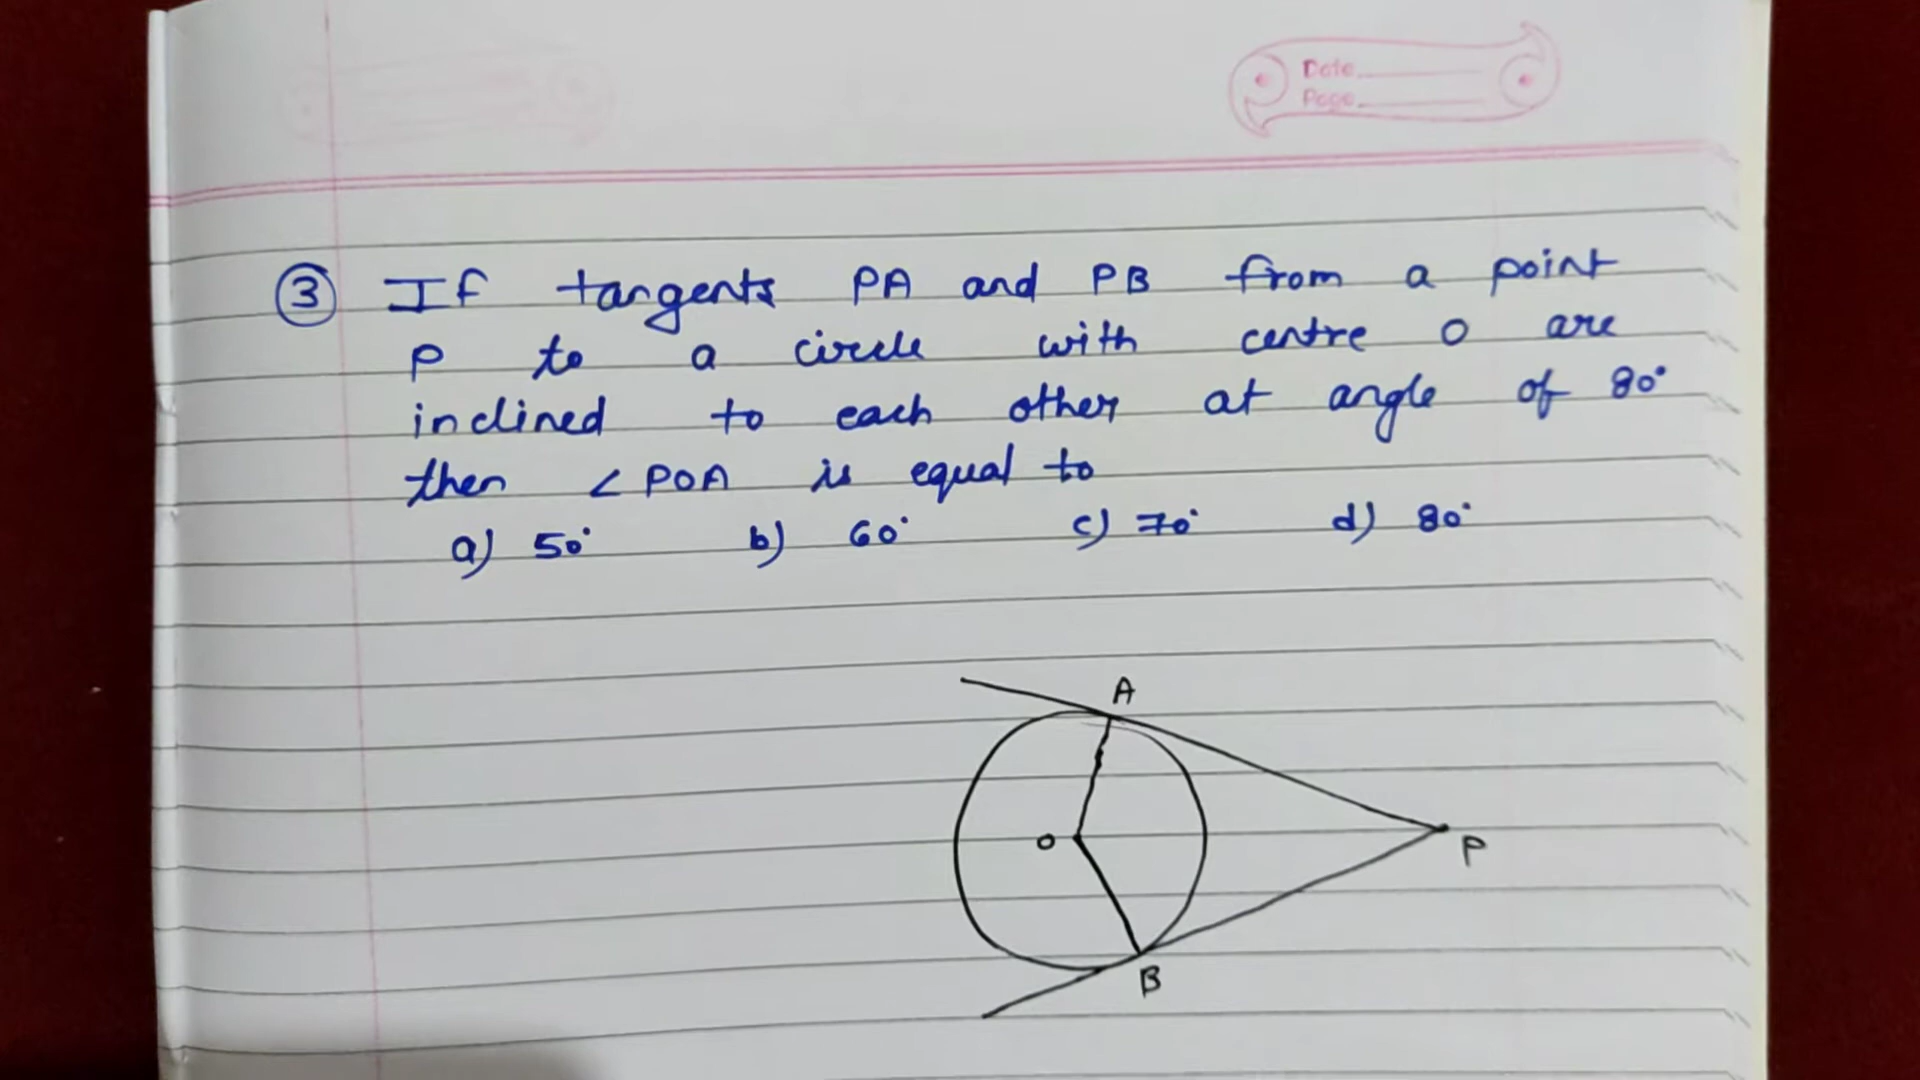 Date
Page
3 If tangents PA and PB from a point
P to a circle with centre O are
inclined to each other at angle of 80°
then ∠POA is equal to
a) 50° b) 60° c) 70° d) 80°
A
O
P
B